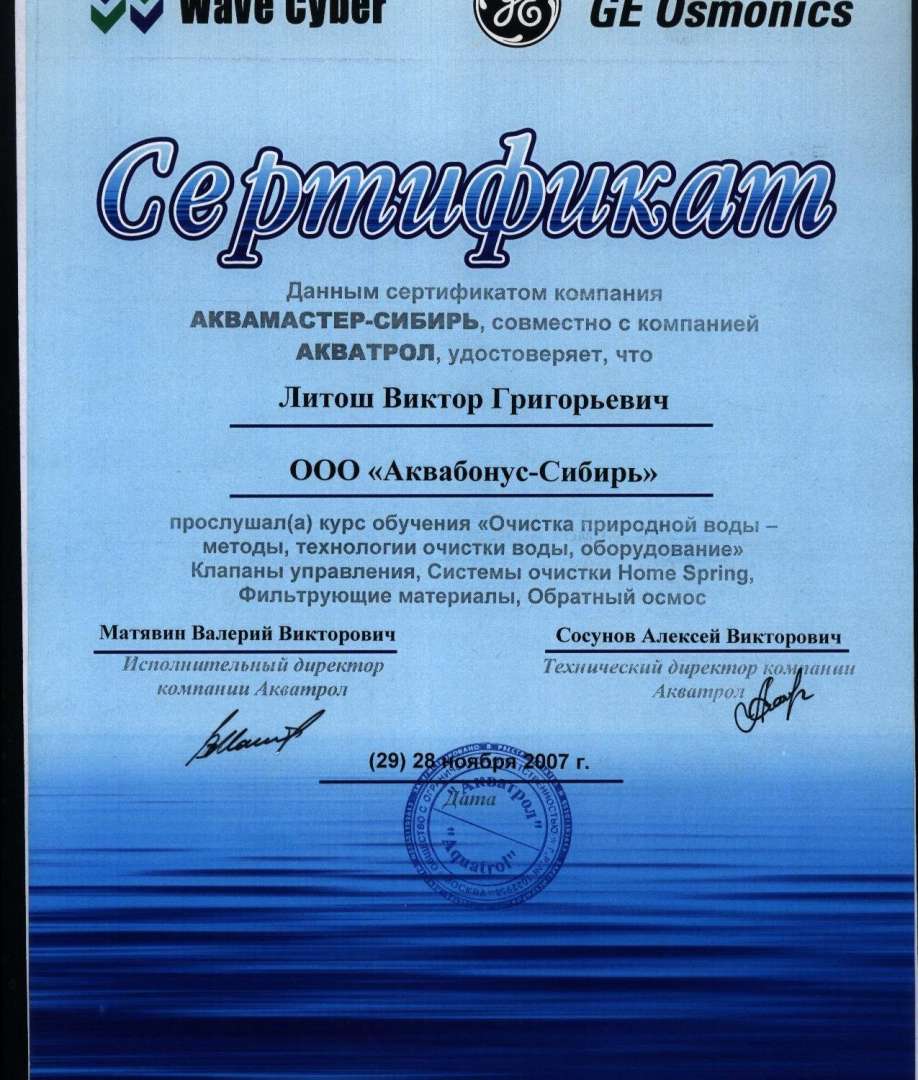 Wave Cyber
GE Osmonics
Сертификат
Данным сертификатом компания
АКВАМАСТЕР-СИБИРЬ, совместно с компанией
АКВАТРОЛ, удостоверяет, что
Литош Виктор Григорьевич
ООО «Аквабонус-Сибирь»
прослушал(а) курс обучения «Очистка природной воды –
методы, технологии очистки воды, оборудование»
Клапаны управления, Системы очистки Home Spring,
Фильтрующие материалы, Обратный осмос
Матявин Валерий Викторович
Исполнительный директор
компании Акватрол
Сосунов Алексей Викторович
Технический директор компании
Акватрол
(29) 28 ноября 2007 г.
Дата
"Акватрол"
"Aquatrol"
МОСКВА